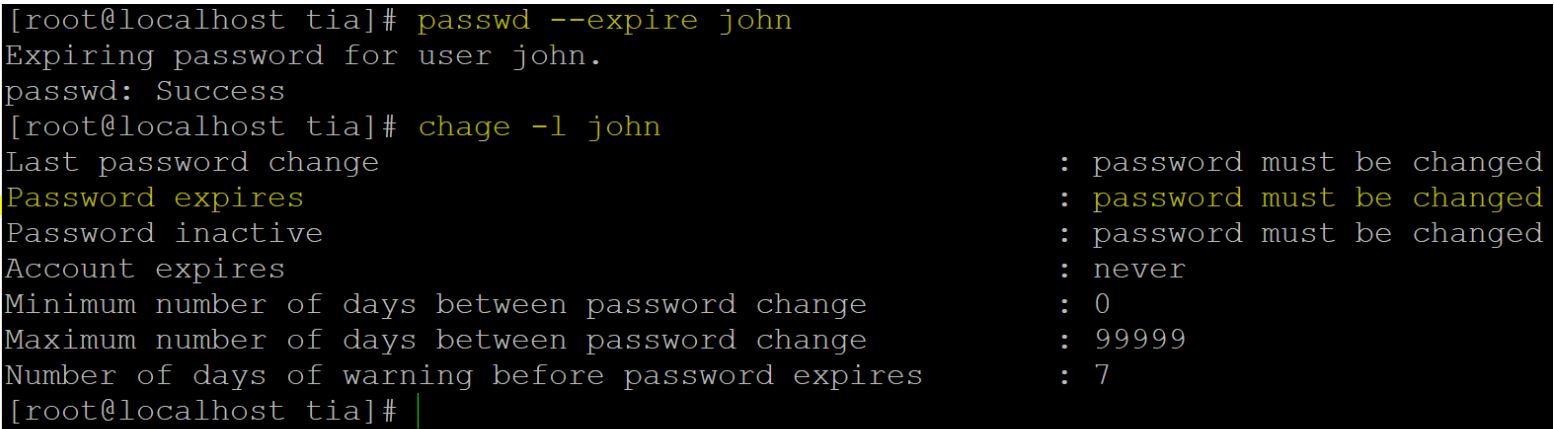 [root@localhost tia]# passwd --expire john
Expiring password for user john.
passwd: Success
[root@localhost tia]# chage -l john
Last password change : password must be changed
Password expires : password must be changed
Password inactive : password must be changed
Account expires : never
Minimum number of days between password change : 0
Maximum number of days between password change : 99999
Number of days of warning before password expires : 7
[root@localhost tia]#